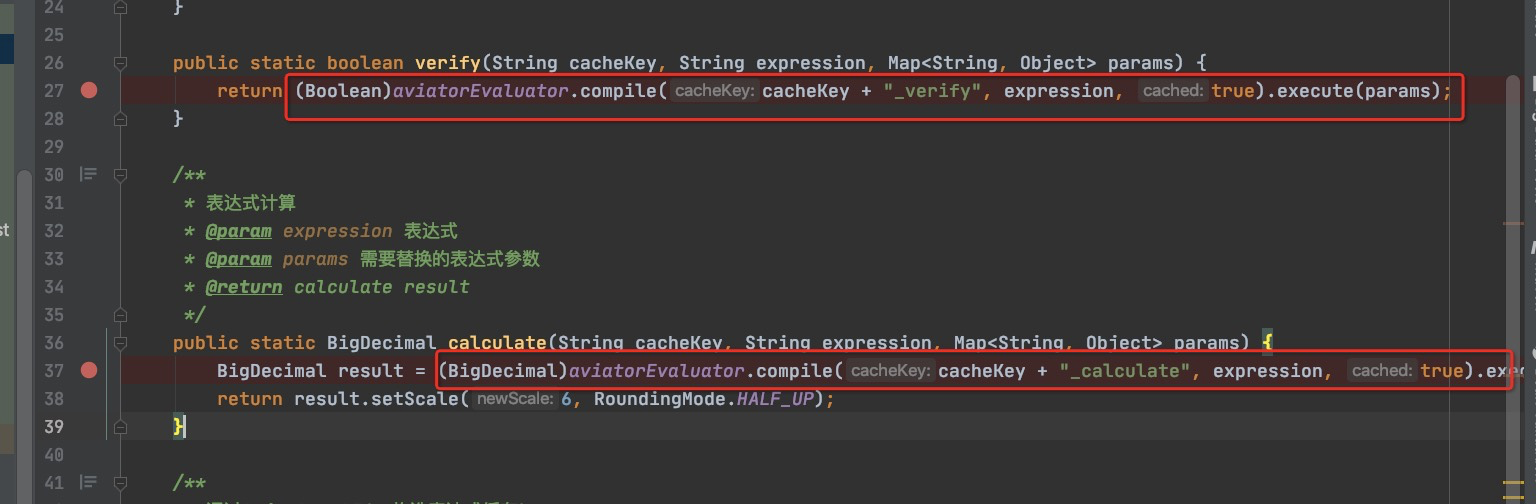 24 }
25
26 public static boolean verify(String cacheKey, String expression, Map<String, Object> params) {
27 return (Boolean)aviatorEvaluator.compile( cacheKey: cacheKey + "_verify", expression, cached: true).execute(params);
28 }
29
30 /**
31 * 表达式计算
st 32 * @param expression 表达式
33 * @param params 需要替换的表达式参数
34 * @return calculate result
35 */
36 public static BigDecimal calculate(String cacheKey, String expression, Map<String, Object> params) {
37 BigDecimal result = (BigDecimal)aviatorEvaluator.compile( cacheKey: cacheKey + "_calculate", expression, cached: true).exec
38 return result.setScale( newScale: 6, RoundingMode.HALF_UP);
39 }
40
41 /**